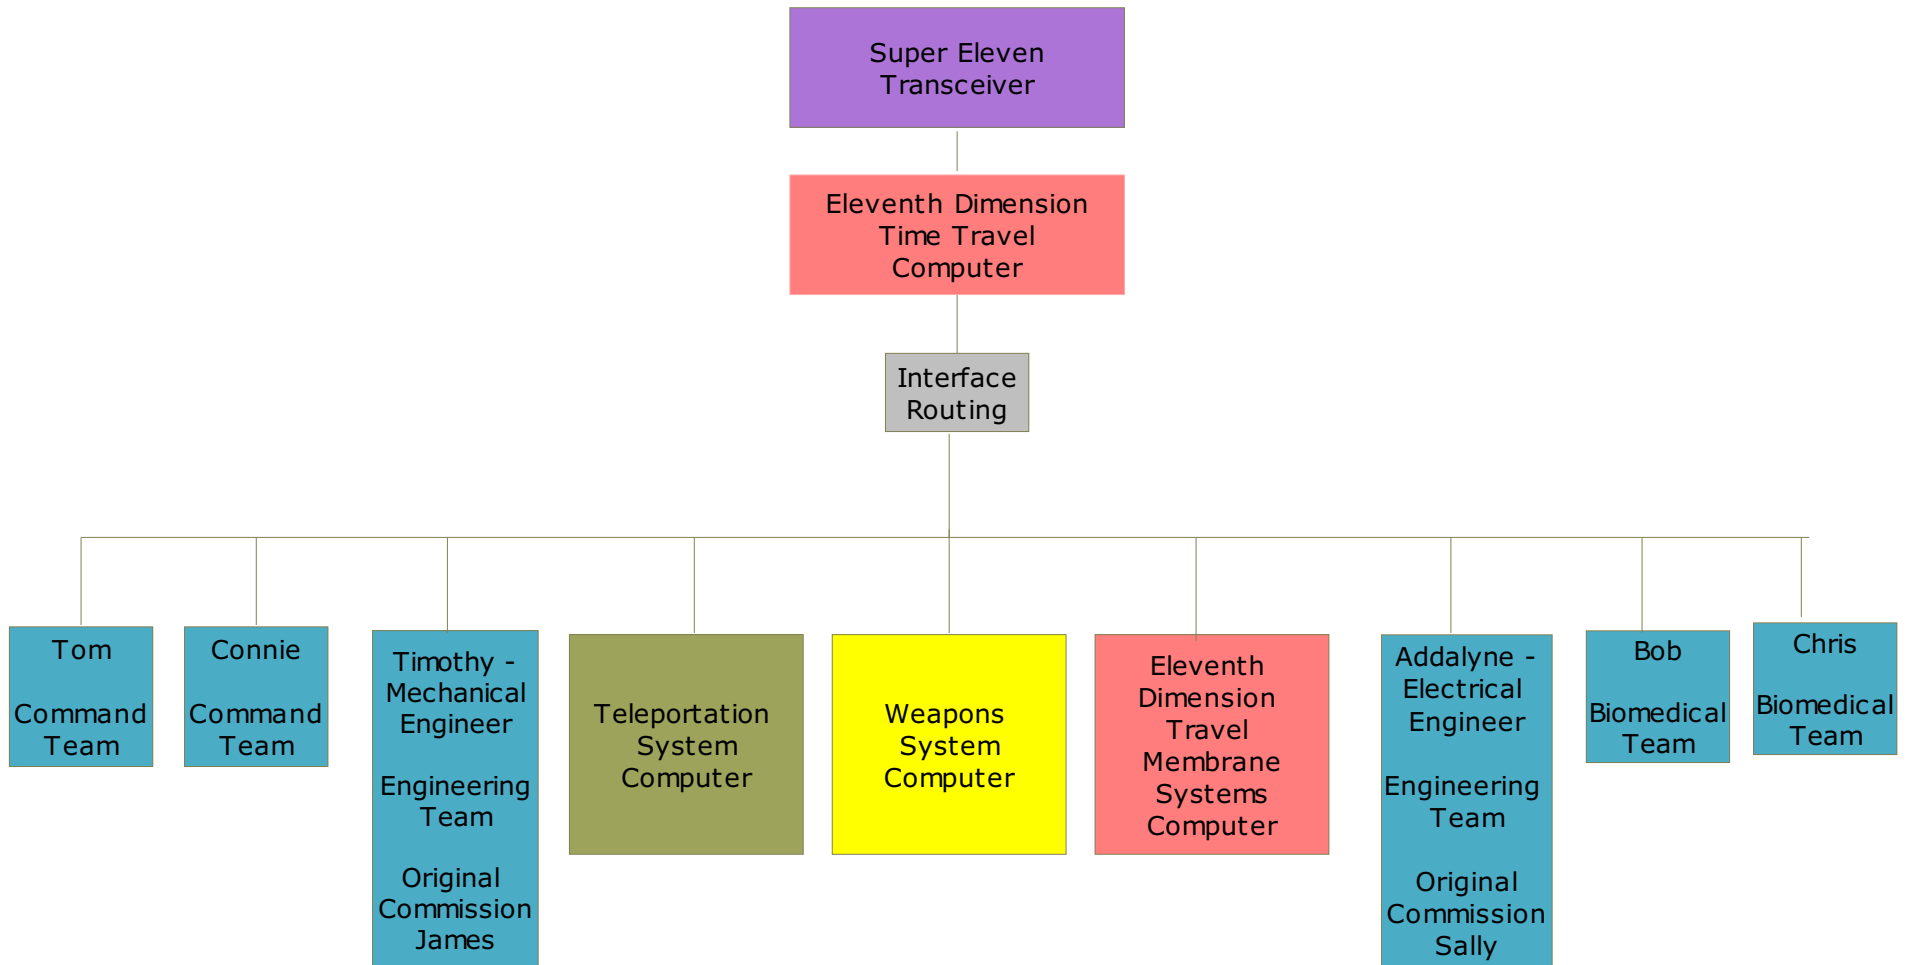 Super Eleven
Transceiver
Eleventh Dimension
Time Travel
Computer
Interface
Routing
Tom
Command
Team
Connie
Command
Team
Timothy -
Mechanical
Engineer
Engineering
Team
Original
Commission
James
Teleportation
System
Computer
Weapons
System
Computer
Eleventh
Dimension
Travel
Membrane
Systems
Computer
Addalyne -
Electrical
Engineer
Engineering
Team
Original
Commission
Sally
Bob
Biomedical
Team
Chris
Biomedical
Team